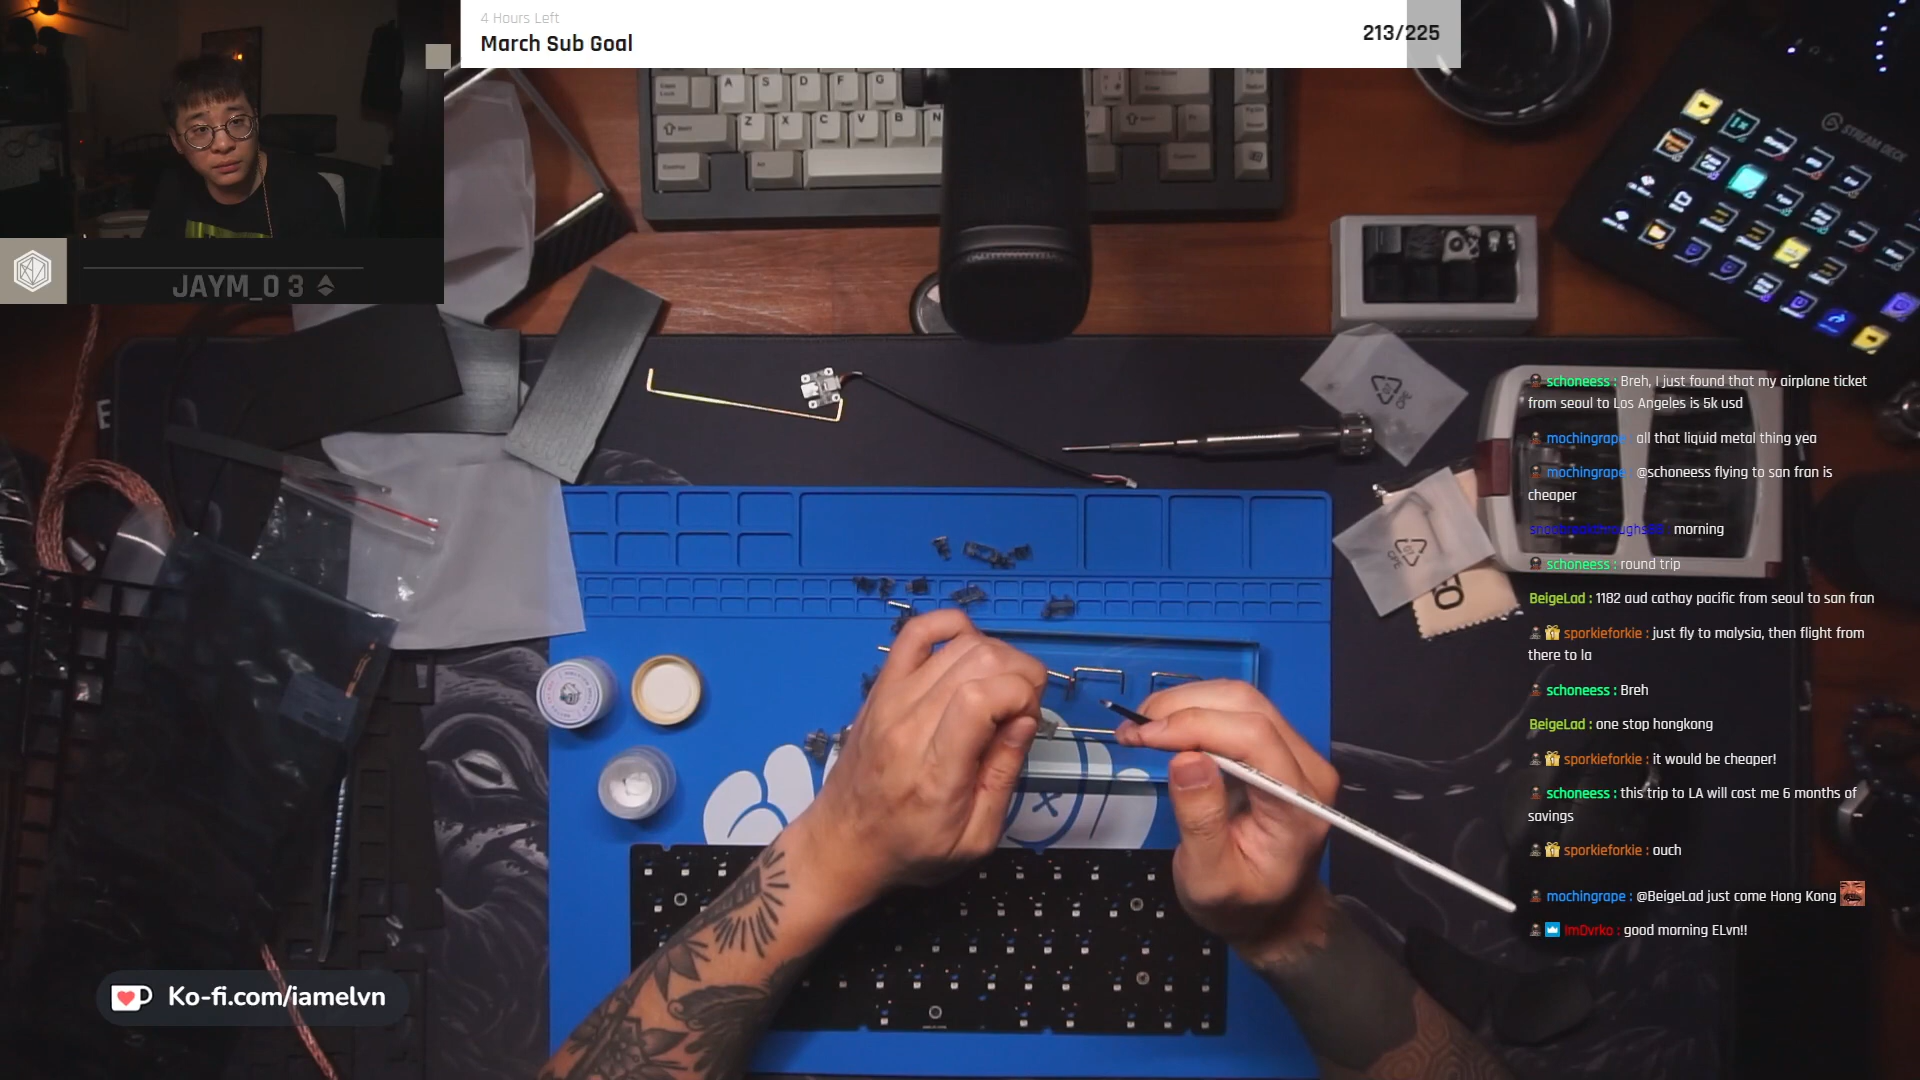 4 Hours Left
March Sub Goal
213/225
JAYM_03
A S D F G
Z X C V B N
STREAM DECK
schoneess : Breh, I just found that my airplane ticket
from seoul to Los Angeles is 5k usd
mochingrape : all that liquid metal thing yea
mochingrape : @schoneess flying to san fran is
cheaper
: morning
schoneess : round trip
BeigeLad : 1182 aud cathay pacific from seoul to san fran
sporkieforkie : just fly to malysia, then flight from
there to la
schoneess : Breh
BeigeLad : one stop hongkong
sporkieforkie : it would be cheaper!
schoneess : this trip to LA will cost me 6 months of
savings
sporkieforkie : ouch
mochingrape : @BeigeLad just come Hong Kong
ImDvrko : good morning ELvn!!
Ko-fi.com/iamelvn